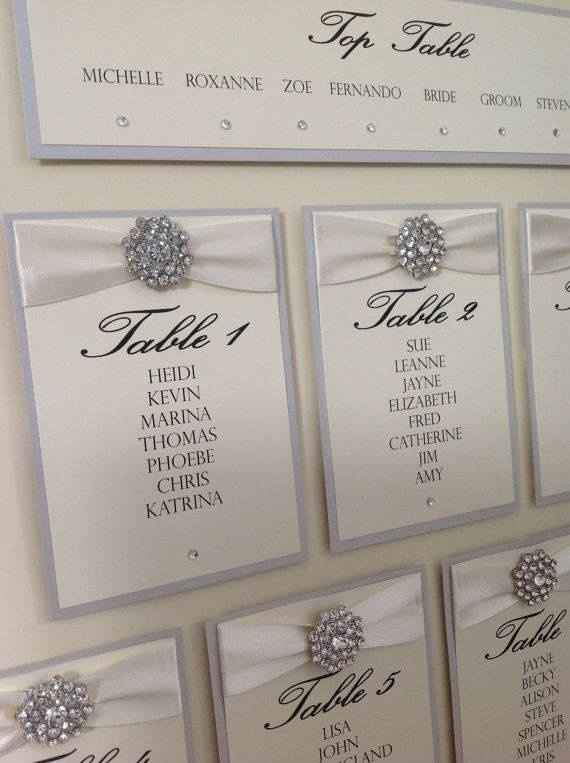 Top Table
MICHELLE ROXANNE ZOE FERNANDO BRIDE GROOM STEVEN
Table 1
HEIDI
KEVIN
MARINA
THOMAS
PHOEBE
CHRIS
KATRINA
Table 2
SUE
LEANNE
JAYNE
ELIZABETH
FRED
CATHERINE
JIM
AMY
Table 5
LISA
JOHN
Table
JAYNE
BECKY
ALISON
STEVE
SPENCER
MICHELLE